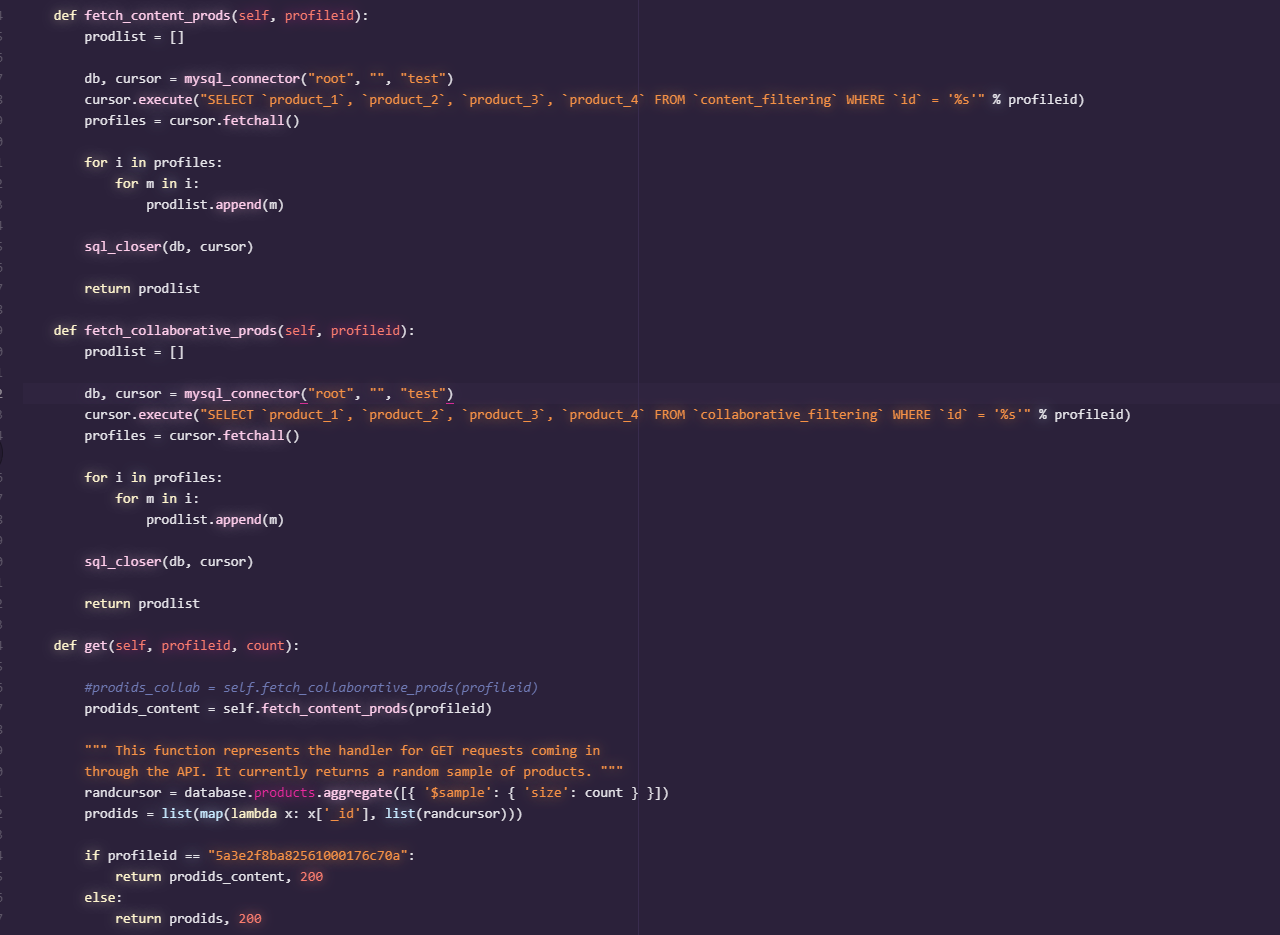 def fetch_content_prods(self, profileid):
prodlist = []
db, cursor = mysql_connector("root", "", "test")
cursor.execute("SELECT `product_1`, `product_2`, `product_3`, `product_4` FROM `content_filtering` WHERE `id` = '%s'" % profileid)
profiles = cursor.fetchall()
for i in profiles:
for m in i:
prodlist.append(m)
sql_closer(db, cursor)
return prodlist
def fetch_collaborative_prods(self, profileid):
prodlist = []
db, cursor = mysql_connector("root", "", "test")
cursor.execute("SELECT `product_1`, `product_2`, `product_3`, `product_4` FROM `collaborative_filtering` WHERE `id` = '%s'" % profileid)
profiles = cursor.fetchall()
for i in profiles:
for m in i:
prodlist.append(m)
sql_closer(db, cursor)
return prodlist
def get(self, profileid, count):
#prodids_collab = self.fetch_collaborative_prods(profileid)
prodids_content = self.fetch_content_prods(profileid)
""" This function represents the handler for GET requests coming in
through the API. It currently returns a random sample of products. """
randcursor = database.products.aggregate([{ '$sample': { 'size': count } }])
prodids = list(map(lambda x: x['_id'], list(randcursor)))
if profileid == "5a3e2f8ba82561000176c70a":
return prodids_content, 200
else:
return prodids, 200